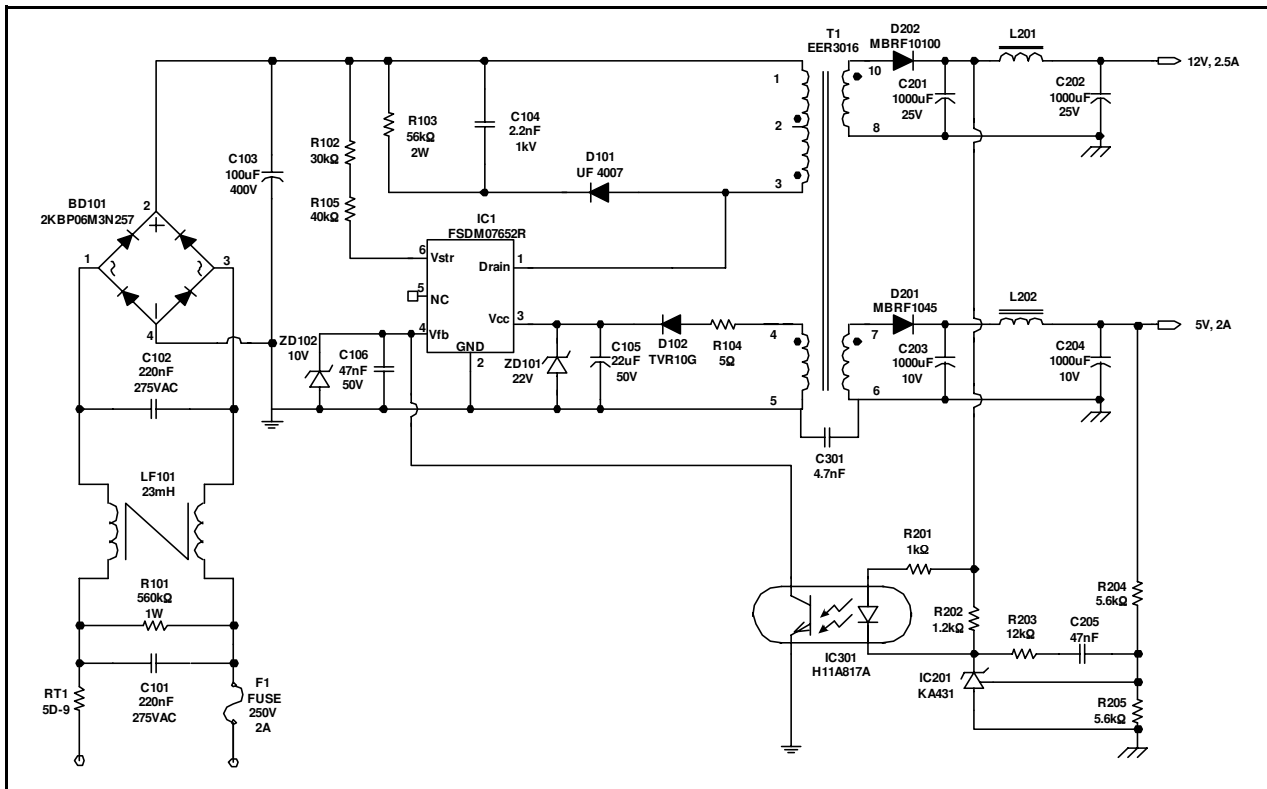 D202
MBRF10100
L201
T1
EER3016
12V, 2.5A
1
10
C201
1000uF
25V
C202
1000uF
25V
C104
2.2nF
1kV
R103
56kΩ
2W
2
8
R102
30kΩ
C103
100uF
400V
D101
UF 4007
3
BD101
2KBP06M3N257
2
R105
40kΩ
IC1
FSDM07652R
6
Vstr
Drain
1
1
3
5
NC
D201
MBRF1045
L202
Vcc
3
4
Vfb
4
7
5V, 2A
4
ZD102
10V
C102
220nF
275VAC
C106
47nF
50V
GND
2
ZD101
22V
C105
22uF
50V
D102
TVR10G
R104
5Ω
C203
1000uF
10V
C204
1000uF
10V
5
6
C301
4.7nF
LF101
23mH
R201
1kΩ
R101
560kΩ
1W
R204
5.6kΩ
R202
1.2kΩ
R203
12kΩ
C205
47nF
IC301
H11A817A
IC201
KA431
RT1
5D-9
C101
220nF
275VAC
F1
FUSE
250V
2A
R205
5.6kΩ